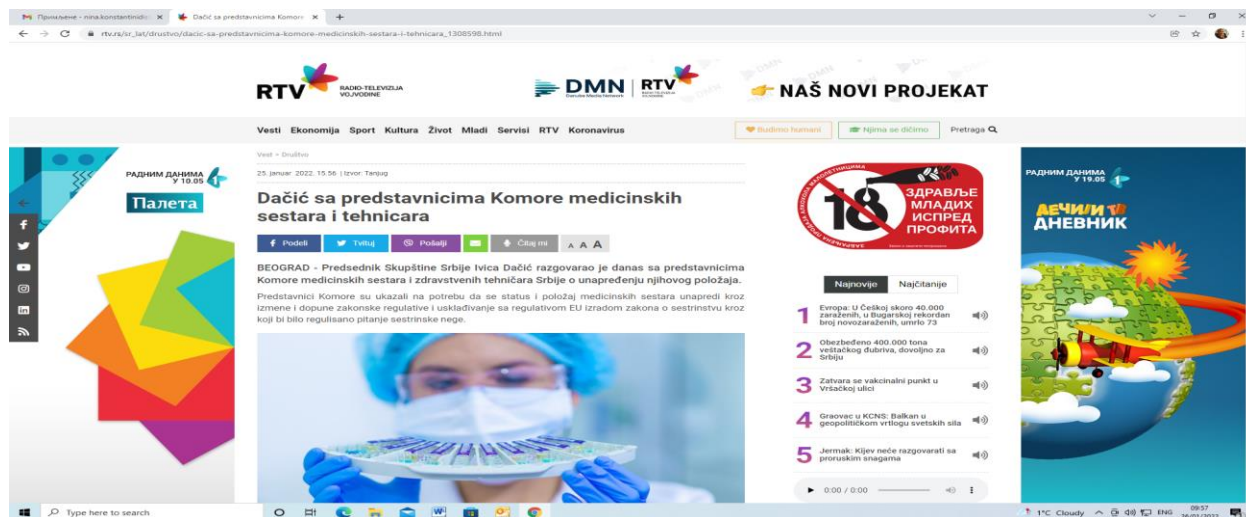 Примљене - nina.konstantinidis
Dačić sa predstavnicima Komore
rtv.rs/sr_lat/drustvo/dacic-sa-predstavnicima-komore-medicinskih-sestara-i-tehnicara_1308598.html
RTV RADIO-TELEVIZIJA VOJVODINE
DMN RTV
NAŠ NOVI PROJEKAT
Vesti Ekonomija Sport Kultura Život Mladi Servisi RTV Koronavirus
Budimo humani
Njima se dičimo
Pretraga
Vesti > Društvo
25. januar 2022. 15.56 | Izvor: Tanjug
Dačić sa predstavnicima Komore medicinskih
sestara i tehnicara
Podeli Tvituj Pošalji Čitaj mi A A A
BEOGRAD - Predsednik Skupštine Srbije Ivica Dačić razgovarao je danas sa predstavnicima
Komore medicinskih sestara i zdravstvenih tehničara Srbije o unapređenju njihovog položaja.
Predstavnici Komore su ukazali na potrebu da se status i položaj medicinskih sestara unapredi kroz
izmene i dopune zakonske regulative i usklađivanje sa regulativom EU izradom zakona o sestrinstvu kroz
koji bi bilo regulisano pitanje sestrinske nege.
РАДНИМ ДАНИМА
У 10.05
Палета
18
ЗДРАВЉЕ
МЛАДИХ
ИСПРЕД
ПРОФИТА
Najnovije Najčitanije
1 Evropa: U Češkoj skoro 40.000
zaraženih, u Bugarskoj rekordan
broj novozaraženih, umrlo 73
2 Obezbeđeno 400.000 tona
veštačkog đubriva, dovoljno za
Srbiju
3 Zatvara se vakcinalni punkt u
Vršačkoj ulici
4 Graovac u KCNS: Balkan u
geopolitičkom vrtlogu svetskih sila
5 Jermak: Kijev neće razgovarati sa
proruskim snagama
0:00 / 0:00
РАДНИМ ДАНИМА
У 19.05
ДЕЧИЈИ ТВ
ДНЕВНИК
Type here to search
1°C Cloudy
ENG
09:57
26/01/2022